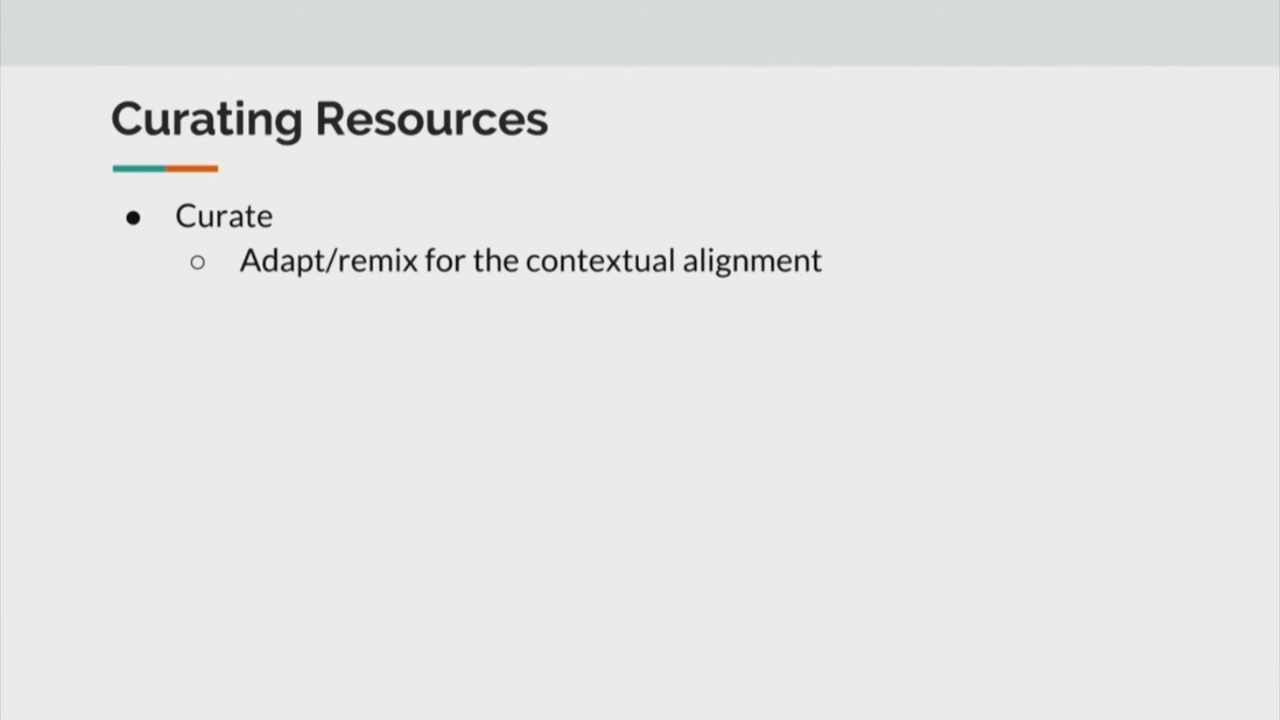 Curating Resources
● Curate
○ Adapt/remix for the contextual alignment